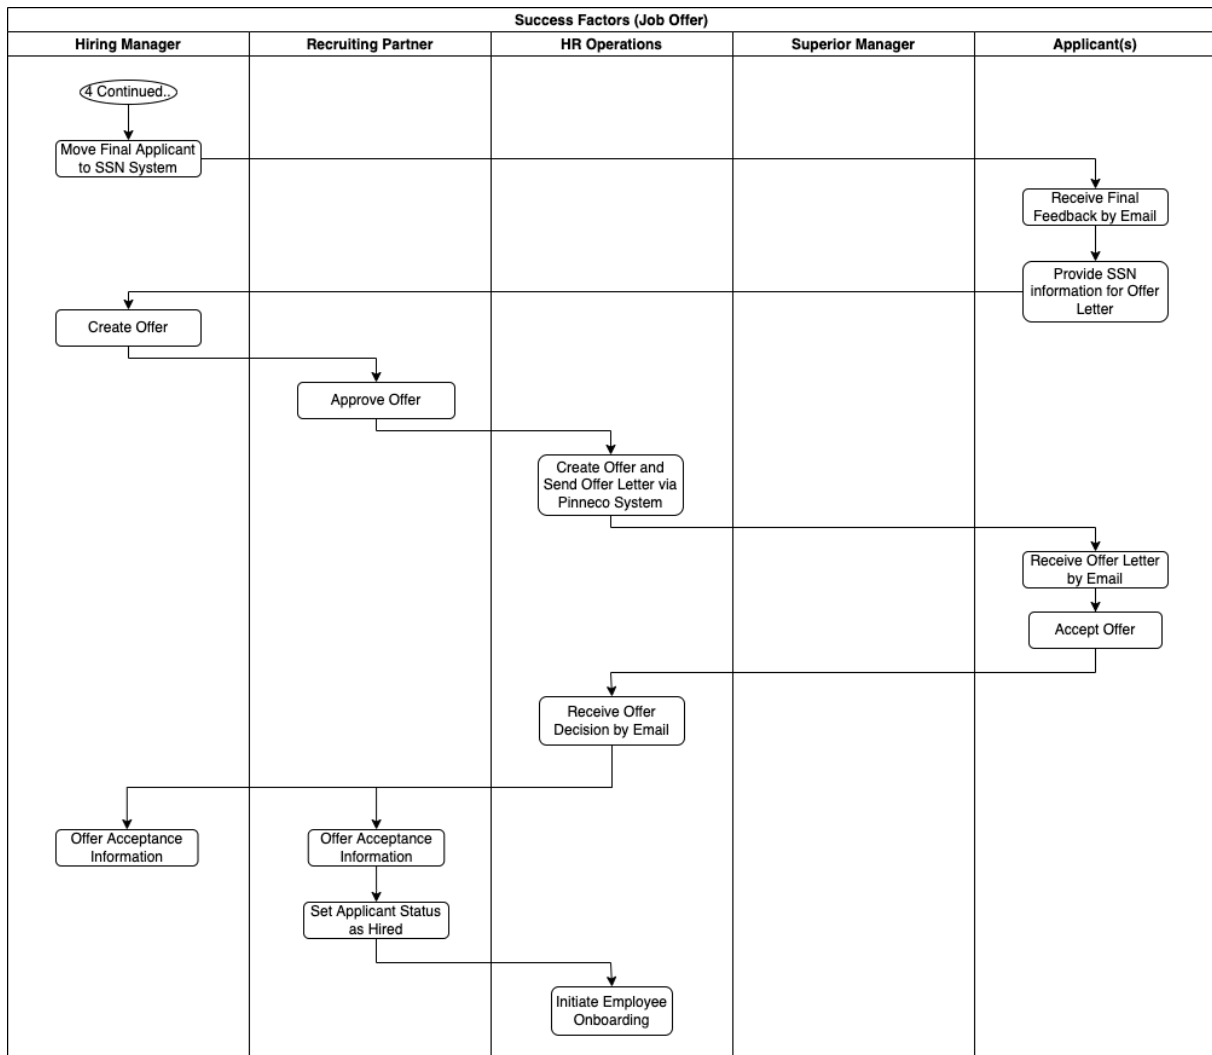 Success Factors (Job Offer)
Hiring Manager
Recruiting Partner
HR Operations
Superior Manager
Applicant(s)
4 Continued..
Move Final Applicant
to SSN System
Receive Final
Feedback by Email
Provide SSN
information for Offer
Letter
Create Offer
Approve Offer
Create Offer and
Send Offer Letter via
Pinneco System
Receive Offer Letter
by Email
Accept Offer
Receive Offer
Decision by Email
Offer Acceptance
Information
Offer Acceptance
Information
Set Applicant Status
as Hired
Initiate Employee
Onboarding